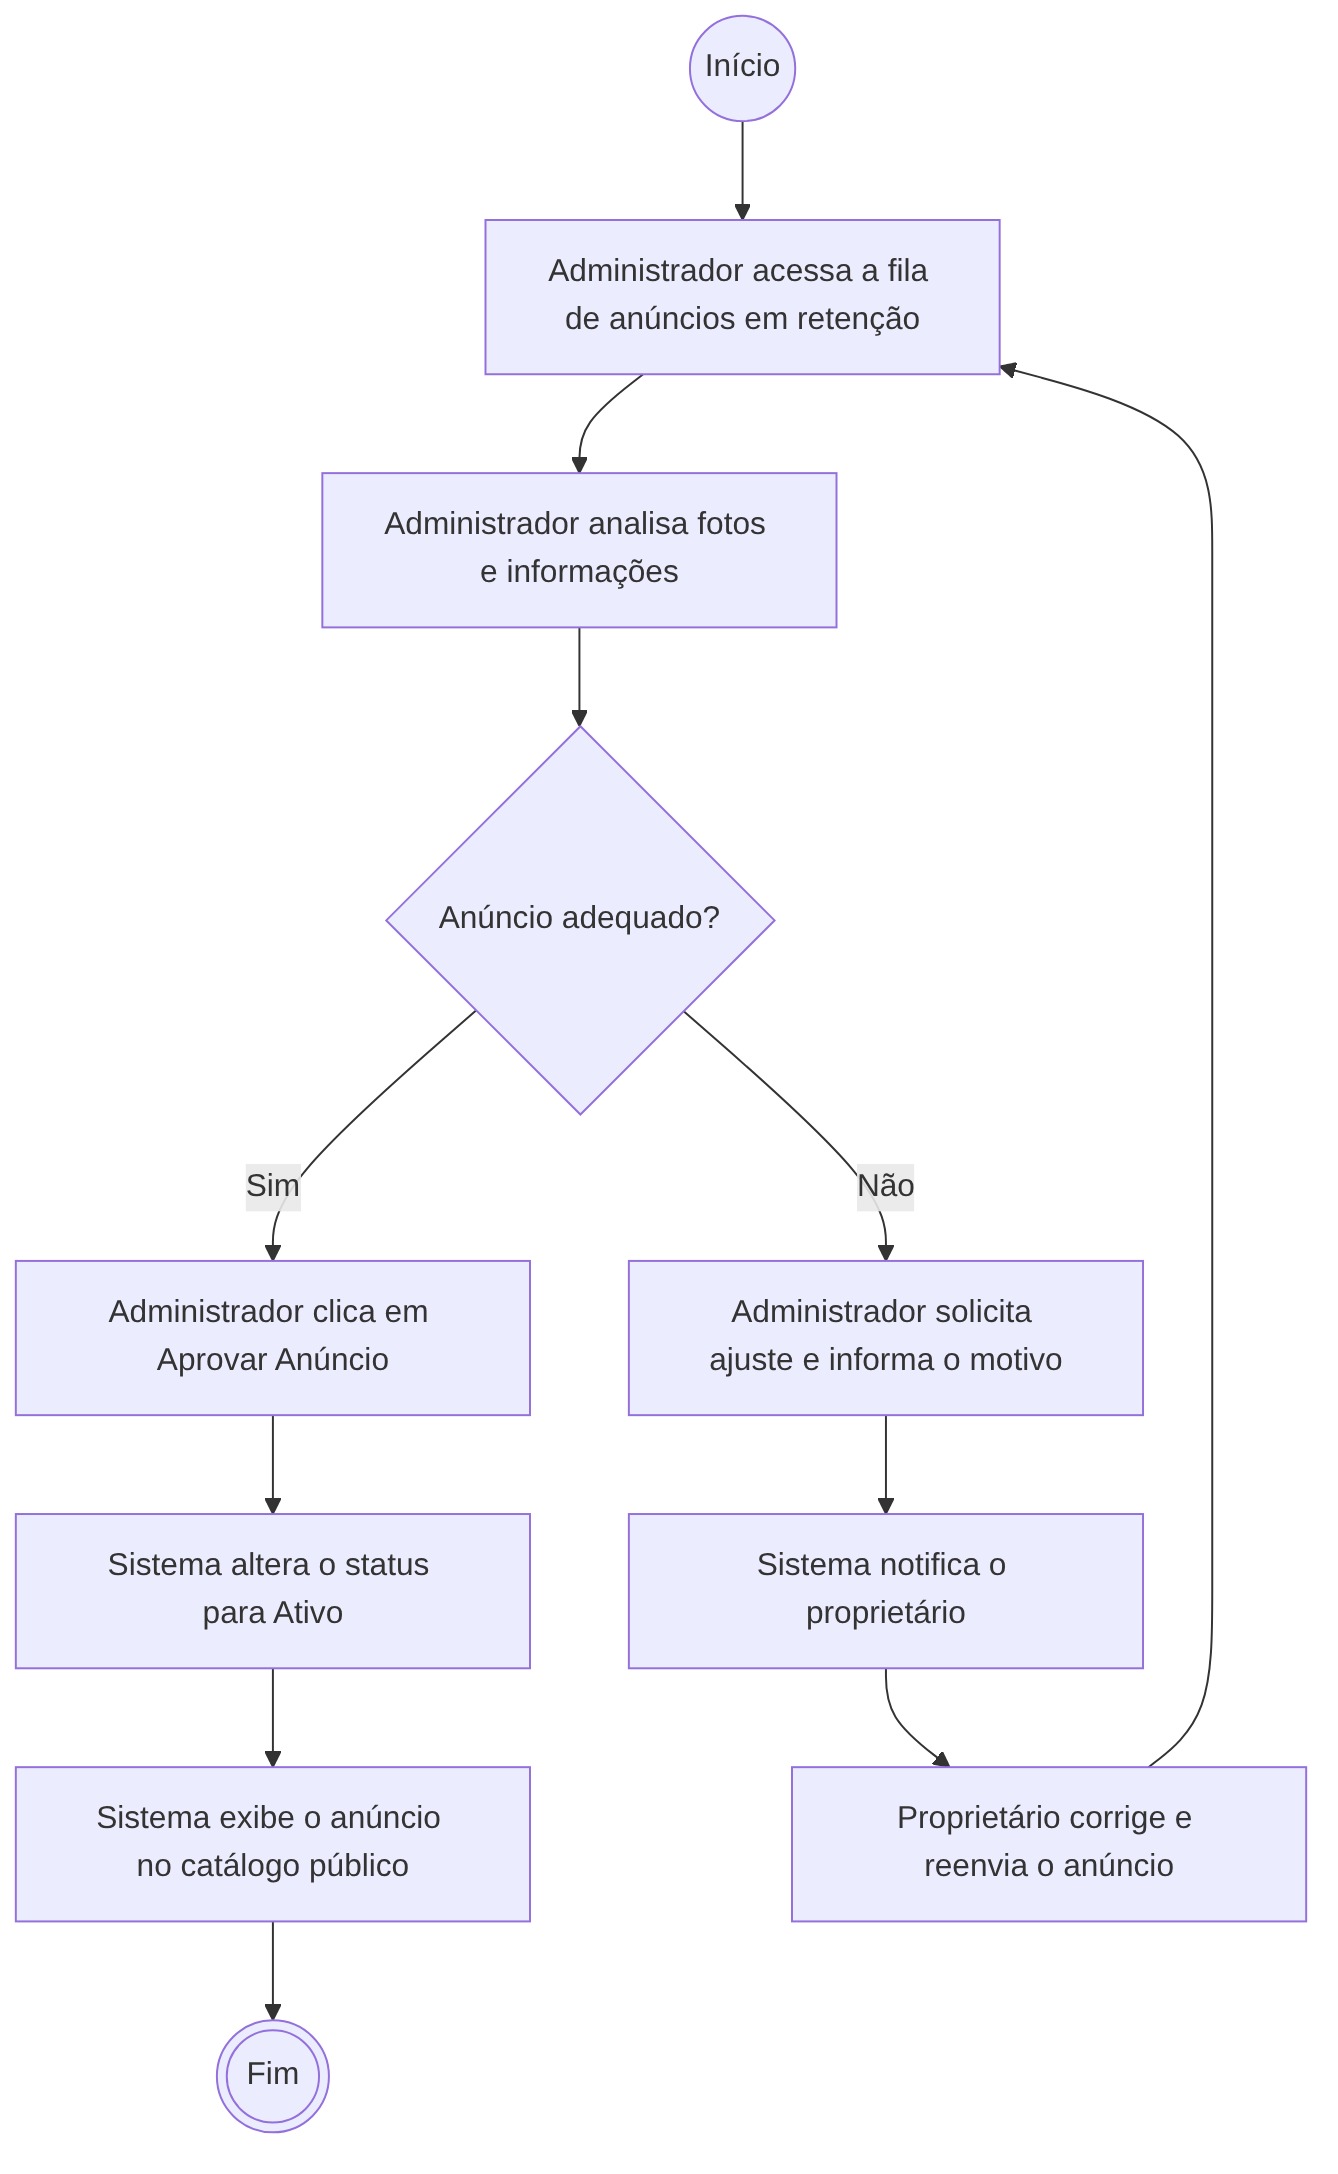 Início
Administrador acessa a fila
de anúncios em retenção
Administrador analisa fotos
e informações
Anúncio adequado?
Sim
Não
Administrador clica em
Aprovar Anúncio
Administrador solicita
ajuste e informa o motivo
Sistema altera o status
para Ativo
Sistema notifica o
proprietário
Sistema exibe o anúncio
no catálogo público
Proprietário corrige e
reenvia o anúncio
Fim